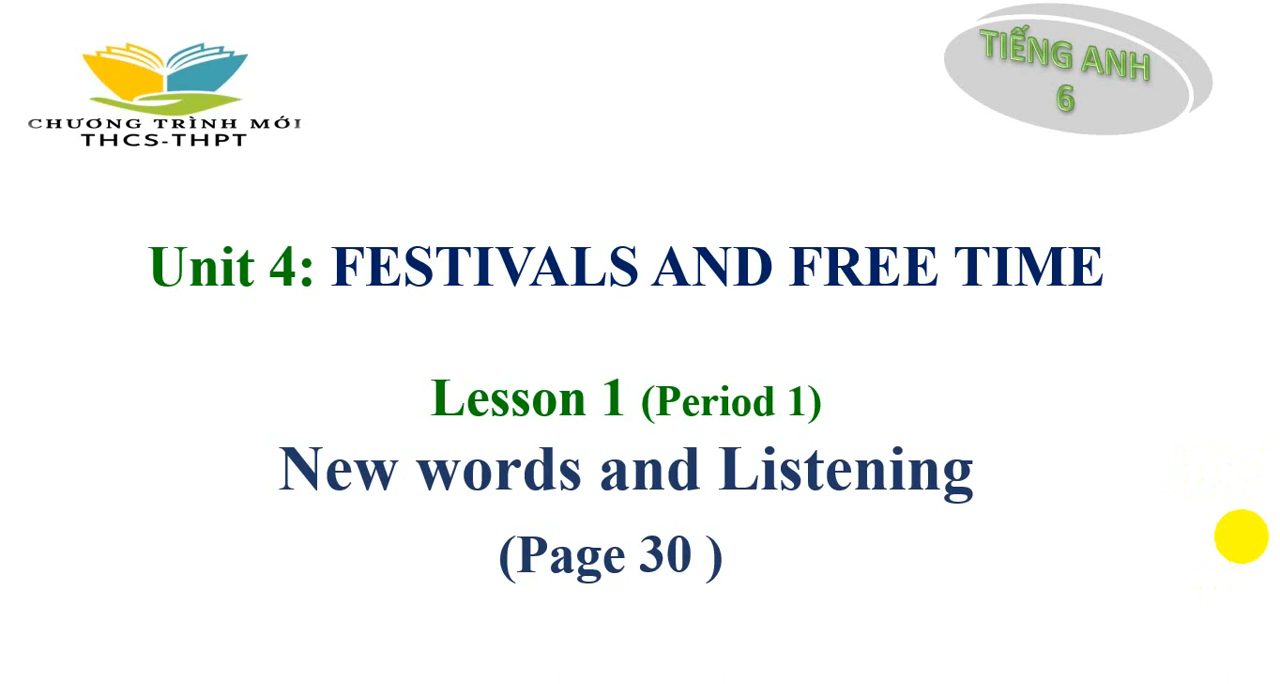 CHƯƠNG TRÌNH MỚI
THCS-THPT
TIẾNG ANH
6
Unit 4: FESTIVALS AND FREE TIME
Lesson 1 (Period 1)
New words and Listening
(Page 30 )